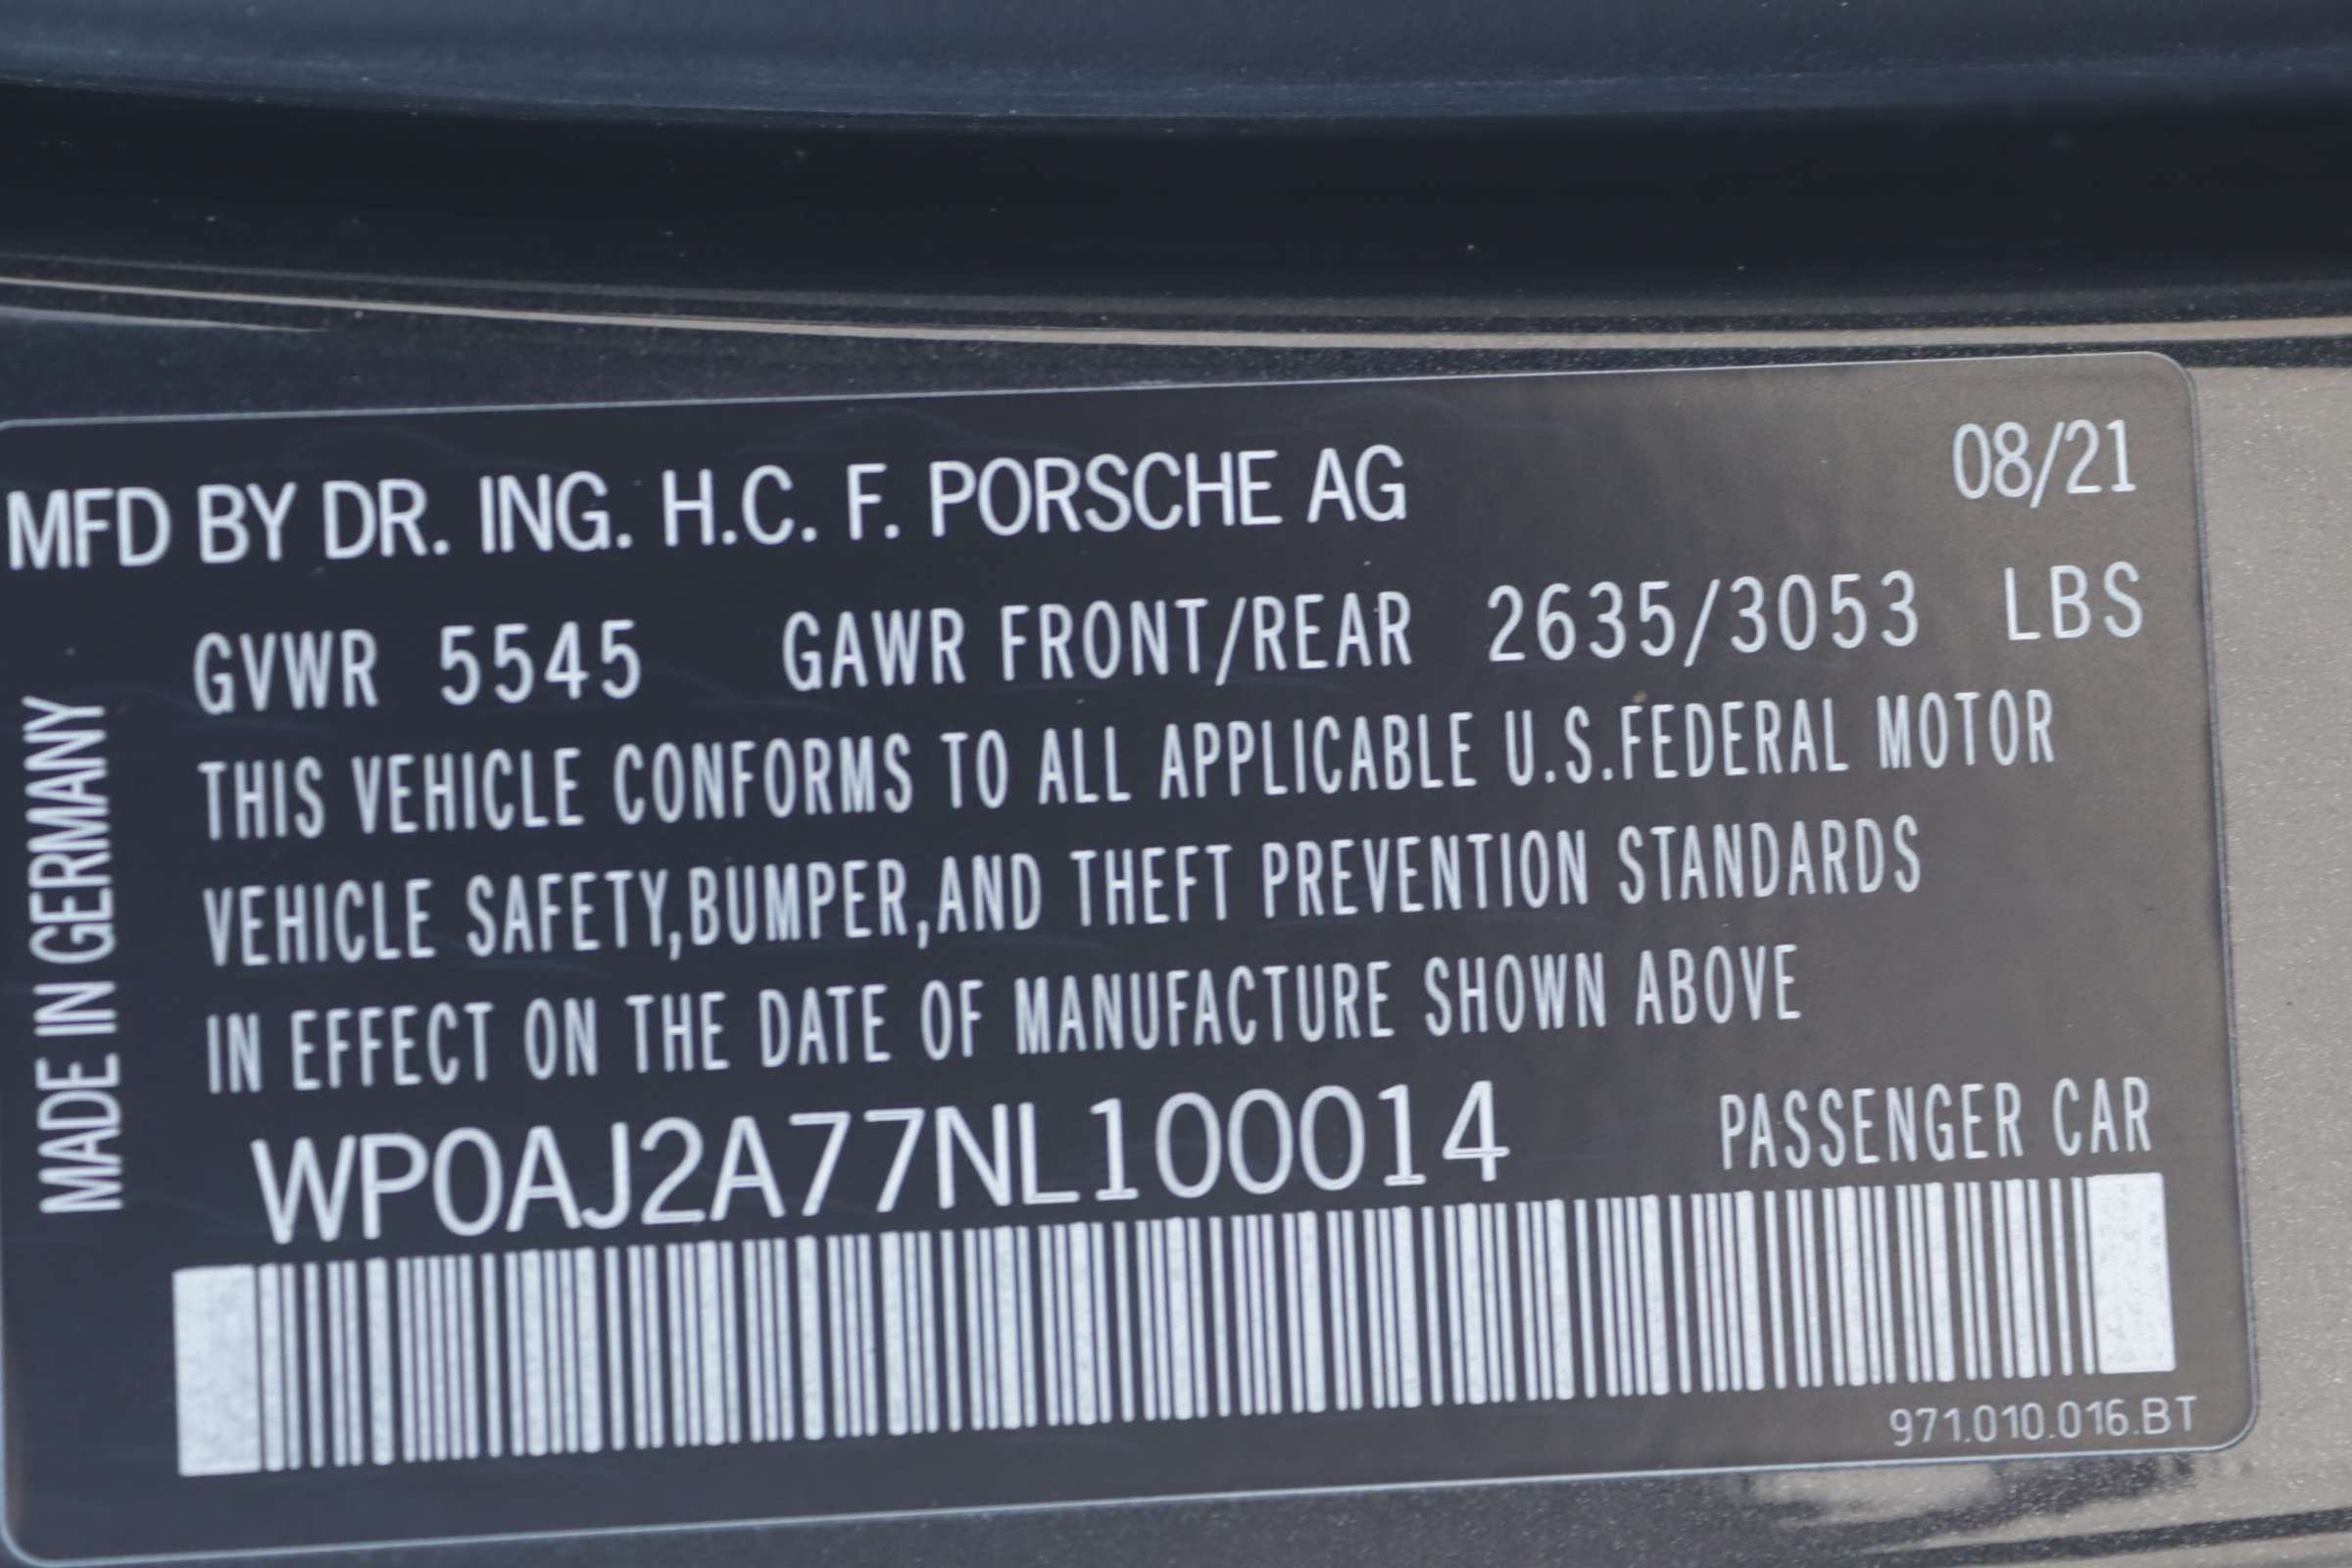 MFD BY DR. ING. H.C. F. PORSCHE AG 08/21
GVWR 5545 GAWR FRONT/REAR 2635/3053 LBS
THIS VEHICLE CONFORMS TO ALL APPLICABLE U.S.FEDERAL MOTOR
VEHICLE SAFETY,BUMPER,AND THEFT PREVENTION STANDARDS
IN EFFECT ON THE DATE OF MANUFACTURE SHOWN ABOVE
WP0AJ2A77NL100014 PASSENGER CAR
971.010.016.BT
MADE IN GERMANY